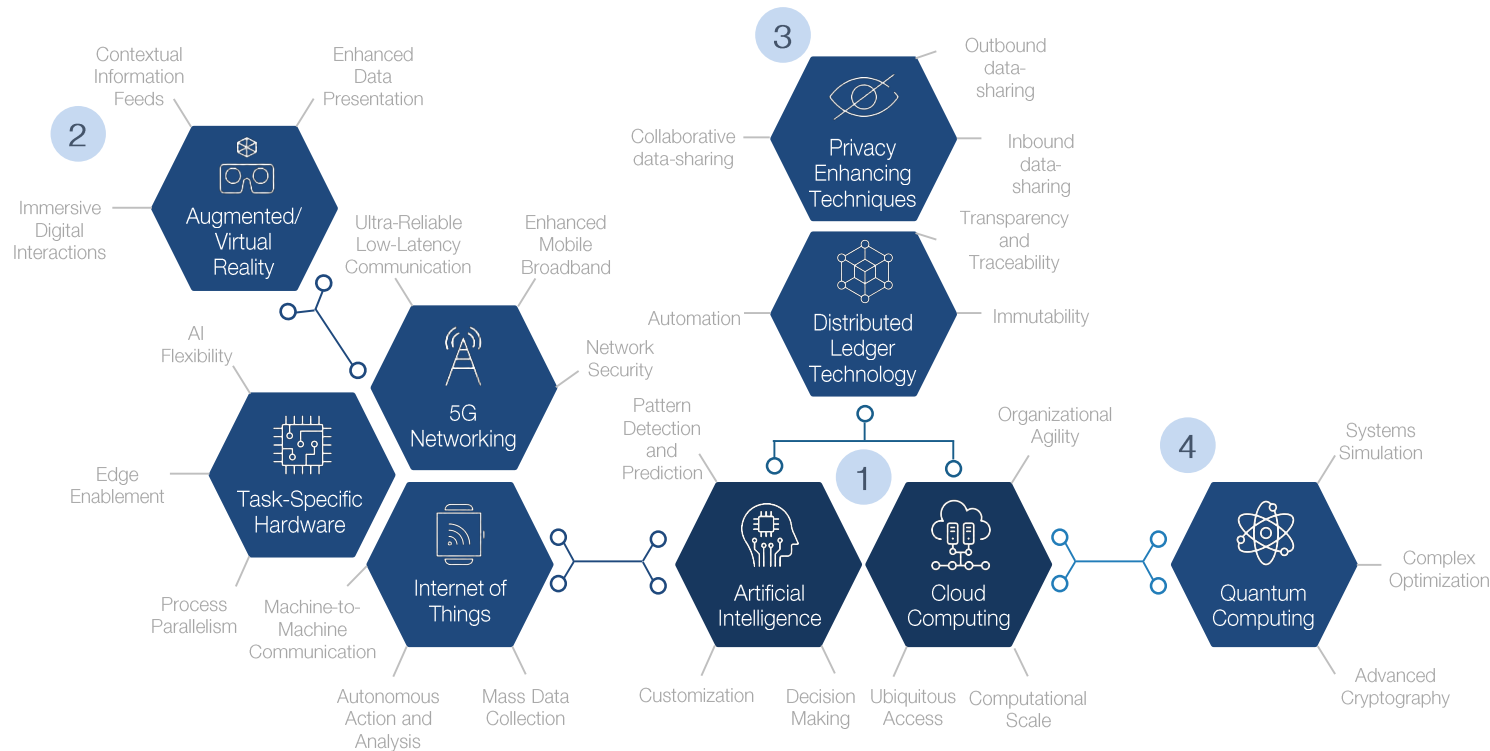 2
Contextual
Information
Feeds
Enhanced
Data
Presentation
Immersive
Digital
Interactions
Augmented/
Virtual
Reality
Ultra-Reliable
Low-Latency
Communication
Enhanced
Mobile
Broadband
Network
Security
5G
Networking
AI
Flexibility
Edge
Enablement
Process
Parallelism
Task-Specific
Hardware
Machine-to-
Machine
Communication
Autonomous
Action and
Analysis
Mass Data
Collection
Internet of
Things
3
Outbound
data-
sharing
Collaborative
data-sharing
Inbound
data-
sharing
Privacy
Enhancing
Techniques
Transparency
and
Traceability
Automation
Immutability
Distributed
Ledger
Technology
1
Pattern
Detection
and
Prediction
Artificial
Intelligence
Customization
Decision
Making
Organizational
Agility
Cloud
Computing
Ubiquitous
Access
Computational
Scale
4
Systems
Simulation
Complex
Optimization
Quantum
Computing
Advanced
Cryptography